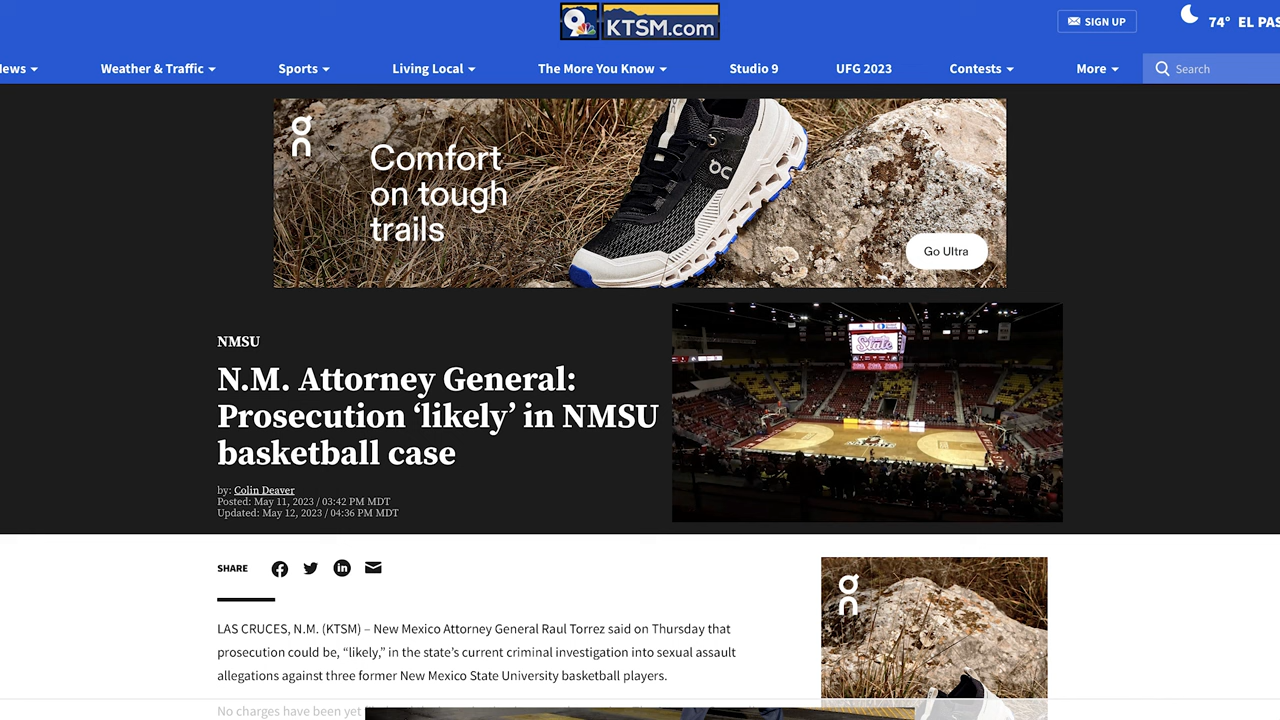 9 KTSM.com
SIGN UP
74° EL PAS
News
Weather & Traffic
Sports
Living Local
The More You Know
Studio 9
UFG 2023
Contests
More
Search
on
Comfort
on tough
trails
Go Ultra
State
NMSU
N.M. Attorney General:
Prosecution ‘likely’ in NMSU
basketball case
by: Colin Deaver
Posted: May 11, 2023 / 03:42 PM MDT
Updated: May 12, 2023 / 04:36 PM MDT
SHARE
LAS CRUCES, N.M. (KTSM) – New Mexico Attorney General Raul Torrez said on Thursday that
prosecution could be, “likely,” in the state’s current criminal investigation into sexual assault
allegations against three former New Mexico State University basketball players.
on
No charges have been yet